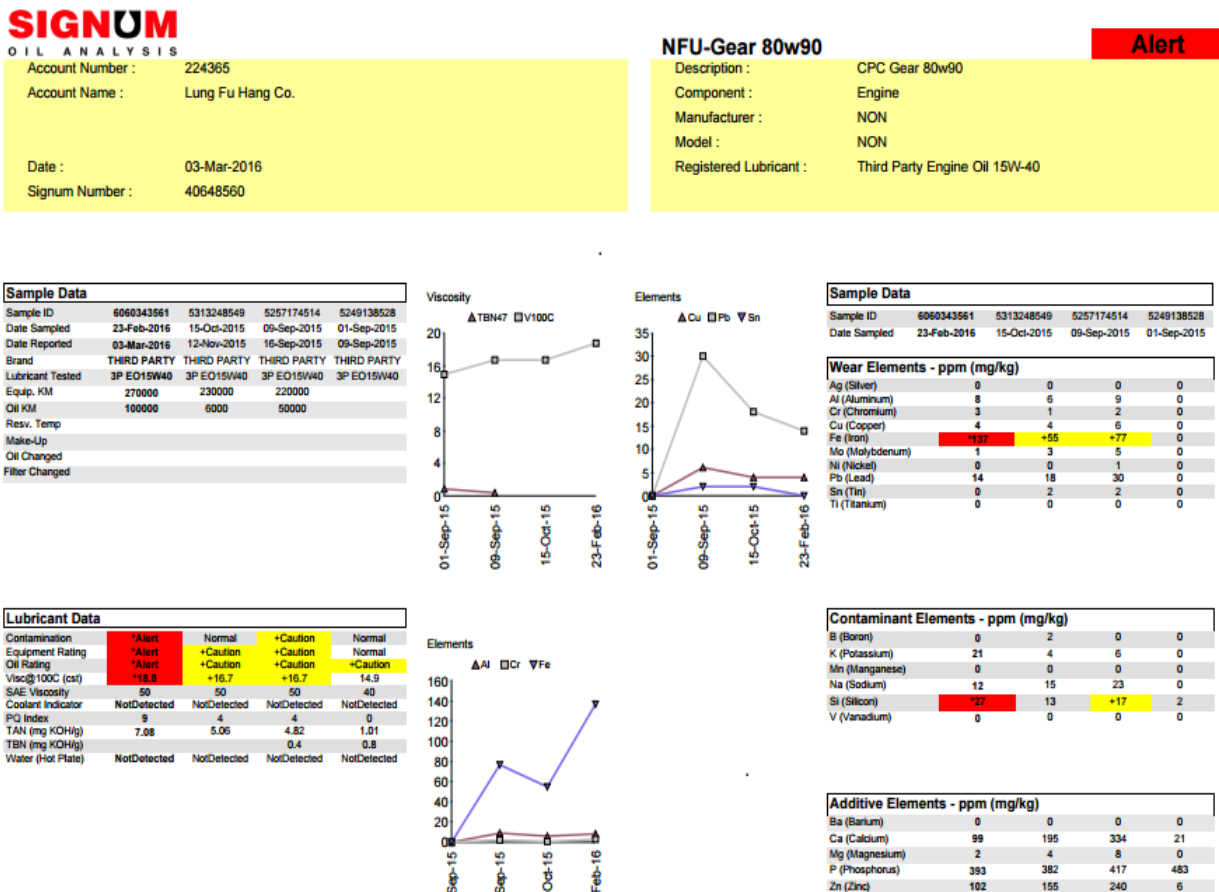 SIGNUM
OIL ANALYSIS
NFU-Gear 80w90
Alert
Account Number : 224365
Account Name : Lung Fu Hang Co.
Date : 03-Mar-2016
Signum Number : 40648560
Description : CPC Gear 80w90
Component : Engine
Manufacturer : NON
Model : NON
Registered Lubricant : Third Party Engine Oil 15W-40
Sample Data
Sample ID 6060343561 5313248549 5257174514 5249138528
Date Sampled 23-Feb-2016 15-Oct-2015 09-Sep-2015 01-Sep-2015
Date Reported 03-Mar-2016 12-Nov-2015 16-Sep-2015 09-Sep-2015
Brand THIRD PARTY THIRD PARTY THIRD PARTY THIRD PARTY
Lubricant Tested 3P EO15W40 3P EO15W40 3P EO15W40 3P EO15W40
Equip. KM 270000 230000 220000
Oil KM 100000 6000 50000
Resv. Temp
Make-Up
Oil Changed
Filter Changed
Viscosity
TBN47 V100C
20
16
12
8
4
0
01-Sep-15
09-Sep-15
15-Oct-15
23-Feb-16
Elements
Cu Pb Sn
35
30
25
20
15
10
5
0
01-Sep-15
09-Sep-15
15-Oct-15
23-Feb-16
Sample Data
Sample ID 6060343561 5313248549 5257174514 5249138528
Date Sampled 23-Feb-2016 15-Oct-2015 09-Sep-2015 01-Sep-2015
Wear Elements - ppm (mg/kg)
Ag (Silver) 0 0 0 0
Al (Aluminum) 8 6 9 0
Cr (Chromium) 3 1 2 0
Cu (Copper) 4 4 6 0
Fe (Iron) *137 +55 +77 0
Mo (Molybdenum) 1 3 5 0
Ni (Nickel) 0 0 1 0
Pb (Lead) 14 18 30 0
Sn (Tin) 0 2 2 0
Ti (Titanium) 0 0 0 0
Lubricant Data
Contamination *Alert Normal +Caution Normal
Equipment Rating *Alert +Caution +Caution Normal
Oil Rating *Alert +Caution +Caution +Caution
Visc@100C (cst) *18.8 +16.7 +16.7 14.9
SAE Viscosity 50 50 50 40
Coolant Indicator NotDetected NotDetected NotDetected NotDetected
PQ Index 9 4 4 0
TAN (mg KOH/g) 7.08 5.06 4.82 1.01
TBN (mg KOH/g) 0.4 0.8
Water (Hot Plate) NotDetected NotDetected NotDetected NotDetected
Elements
Al Cr Fe
160
140
120
100
80
60
40
20
0
Sep-15
Sep-15
Oct-15
Feb-16
Contaminant Elements - ppm (mg/kg)
B (Boron) 0 2 0 0
K (Potassium) 21 4 6 0
Mn (Manganese) 0 0 0 0
Na (Sodium) 12 15 23 0
Si (Silicon) *27 13 +17 2
V (Vanadium) 0 0 0 0
Additive Elements - ppm (mg/kg)
Ba (Barium) 0 0 0 0
Ca (Calcium) 99 195 334 21
Mg (Magnesium) 2 4 8 0
P (Phosphorus) 393 382 417 483
Zn (Zinc) 102 155 240 6